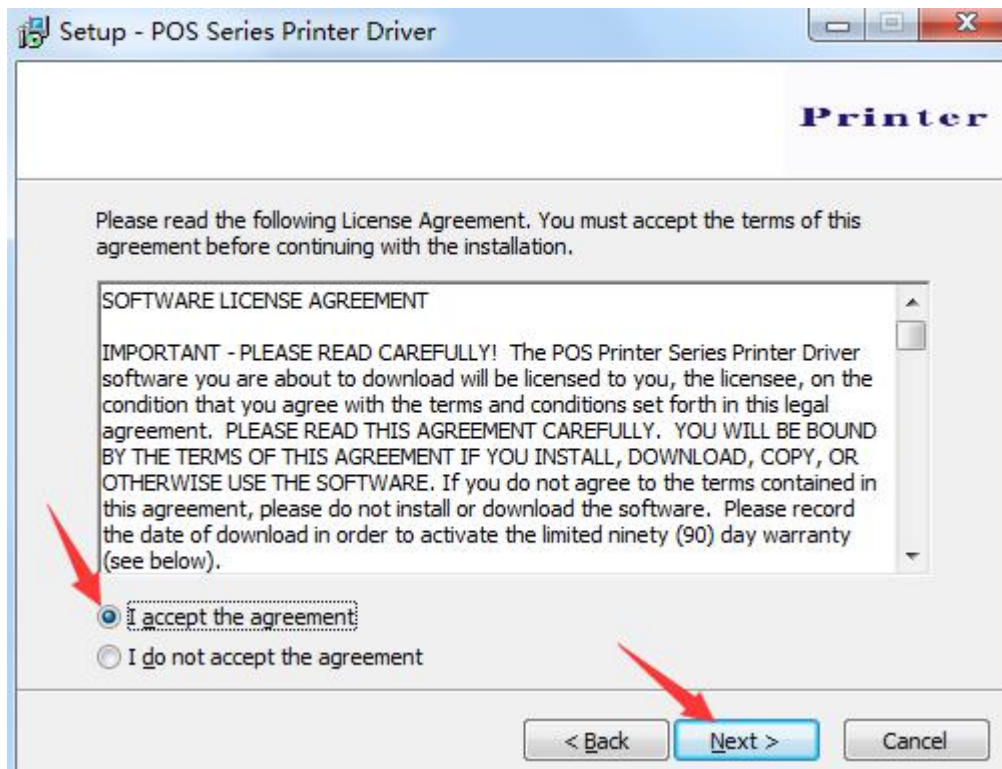 Setup - POS Series Printer Driver
Printer
Please read the following License Agreement. You must accept the terms of this
agreement before continuing with the installation.
SOFTWARE LICENSE AGREEMENT
IMPORTANT - PLEASE READ CAREFULLY!  The POS Printer Series Printer Driver
software you are about to download will be licensed to you, the licensee, on the
condition that you agree with the terms and conditions set forth in this legal
agreement.  PLEASE READ THIS AGREEMENT CAREFULLY.  YOU WILL BE BOUND
BY THE TERMS OF THIS AGREEMENT IF YOU INSTALL, DOWNLOAD, COPY, OR
OTHERWISE USE THE SOFTWARE. If you do not agree to the terms contained in
this agreement, please do not install or download the software.  Please record
the date of download in order to activate the limited ninety (90) day warranty
(see below).
I accept the agreement
I do not accept the agreement
< Back
Next >
Cancel